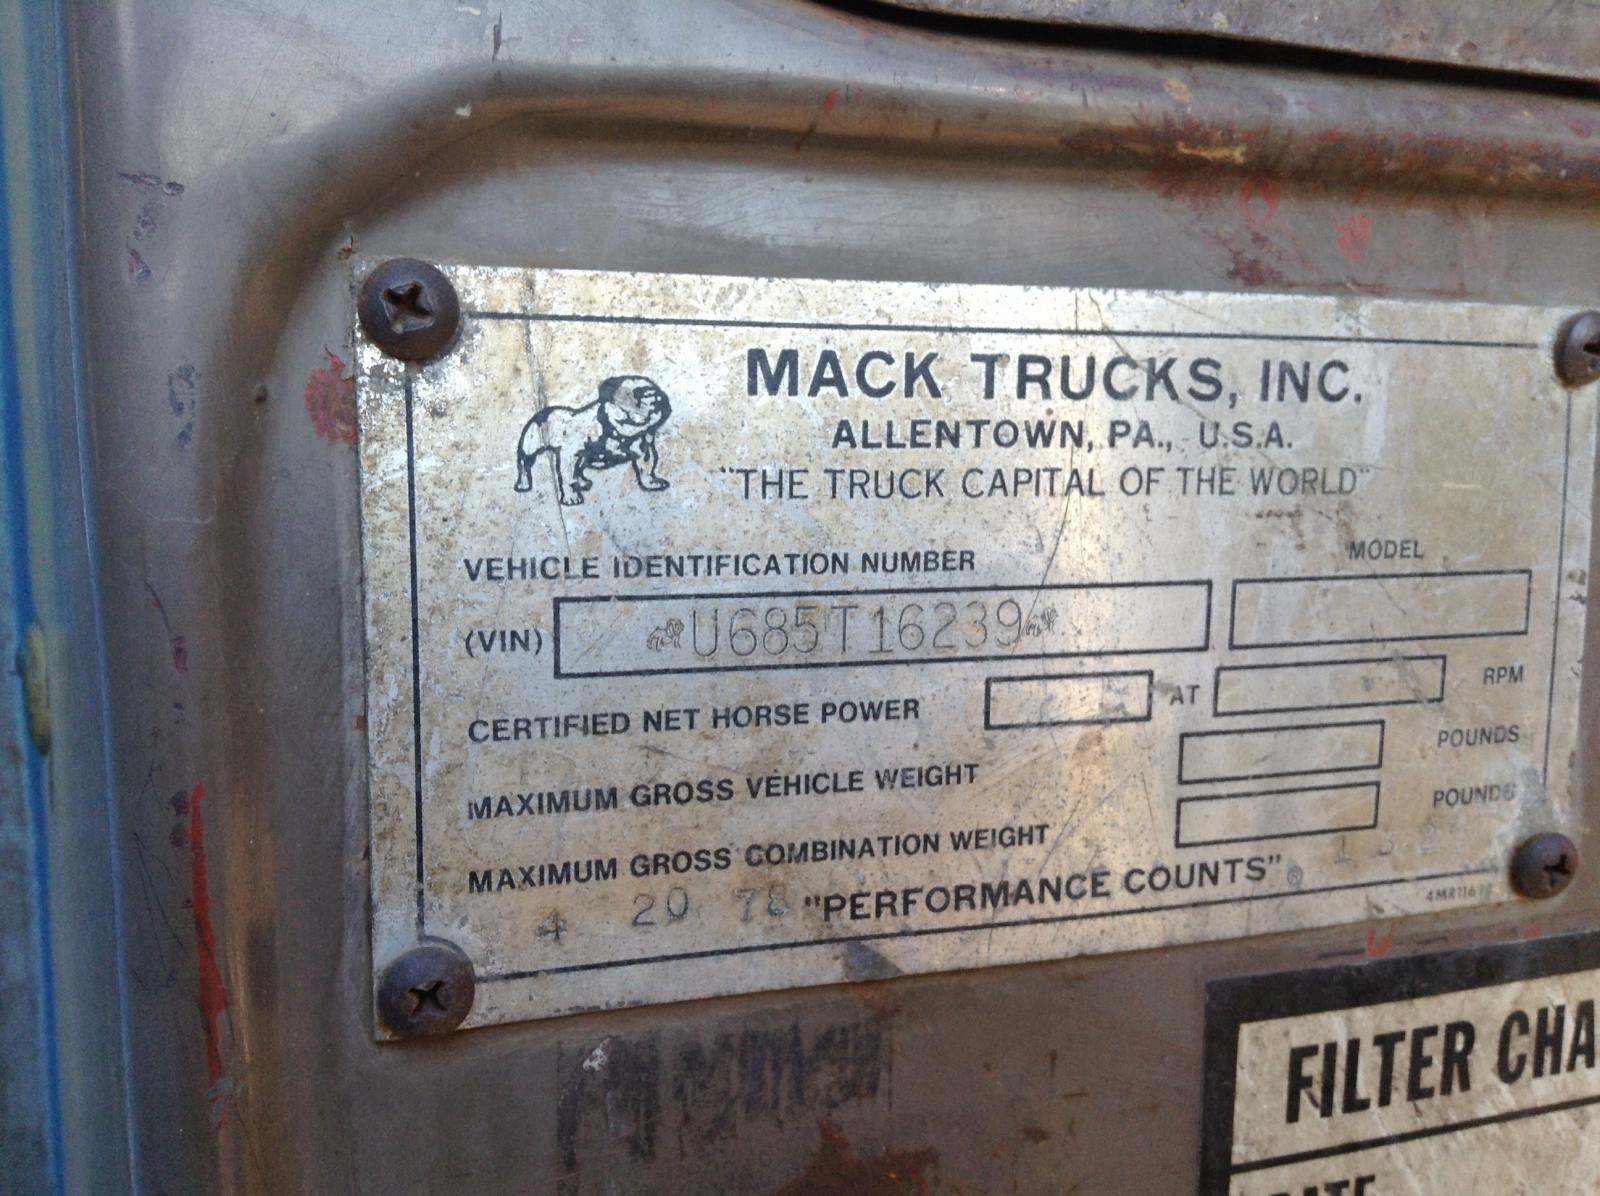 MACK TRUCKS, INC.
ALLENTOWN, PA., U.S.A.
"THE TRUCK CAPITAL OF THE WORLD"
VEHICLE IDENTIFICATION NUMBER MODEL
(VIN) U685T16239
CERTIFIED NET HORSE POWER AT RPM
MAXIMUM GROSS VEHICLE WEIGHT POUNDS
MAXIMUM GROSS COMBINATION WEIGHT POUNDS
4 20 78 "PERFORMANCE COUNTS"®
FILTER CHA